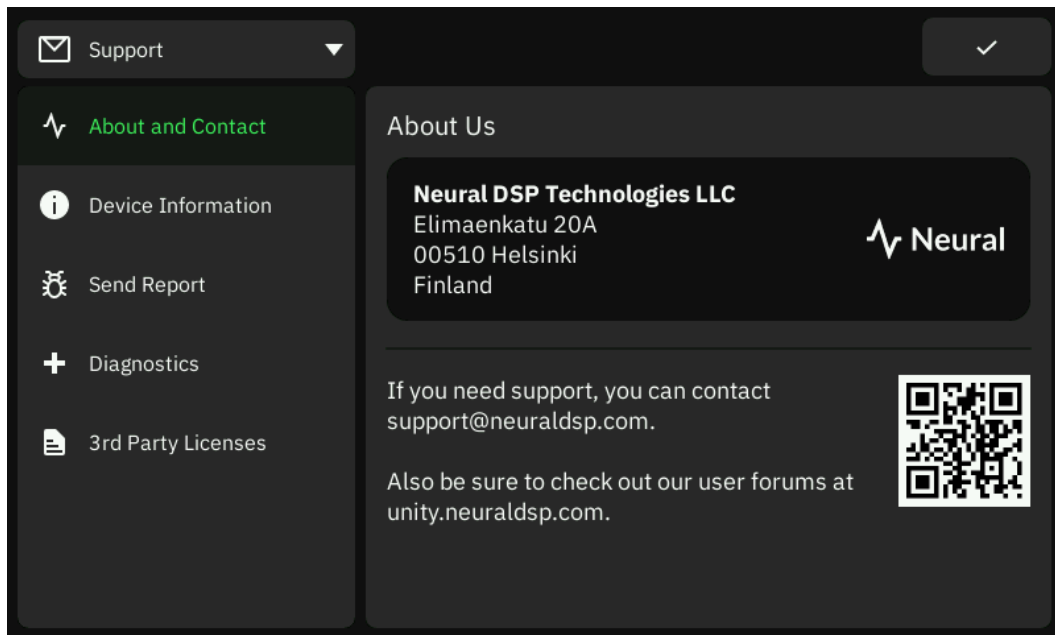 Support
About and Contact
Device Information
Send Report
Diagnostics
3rd Party Licenses
About Us
Neural DSP Technologies LLC
Elimaenkatu 20A
00510 Helsinki
Finland
Neural
If you need support, you can contact
support@neuraldsp.com.
Also be sure to check out our user forums at
unity.neuraldsp.com.